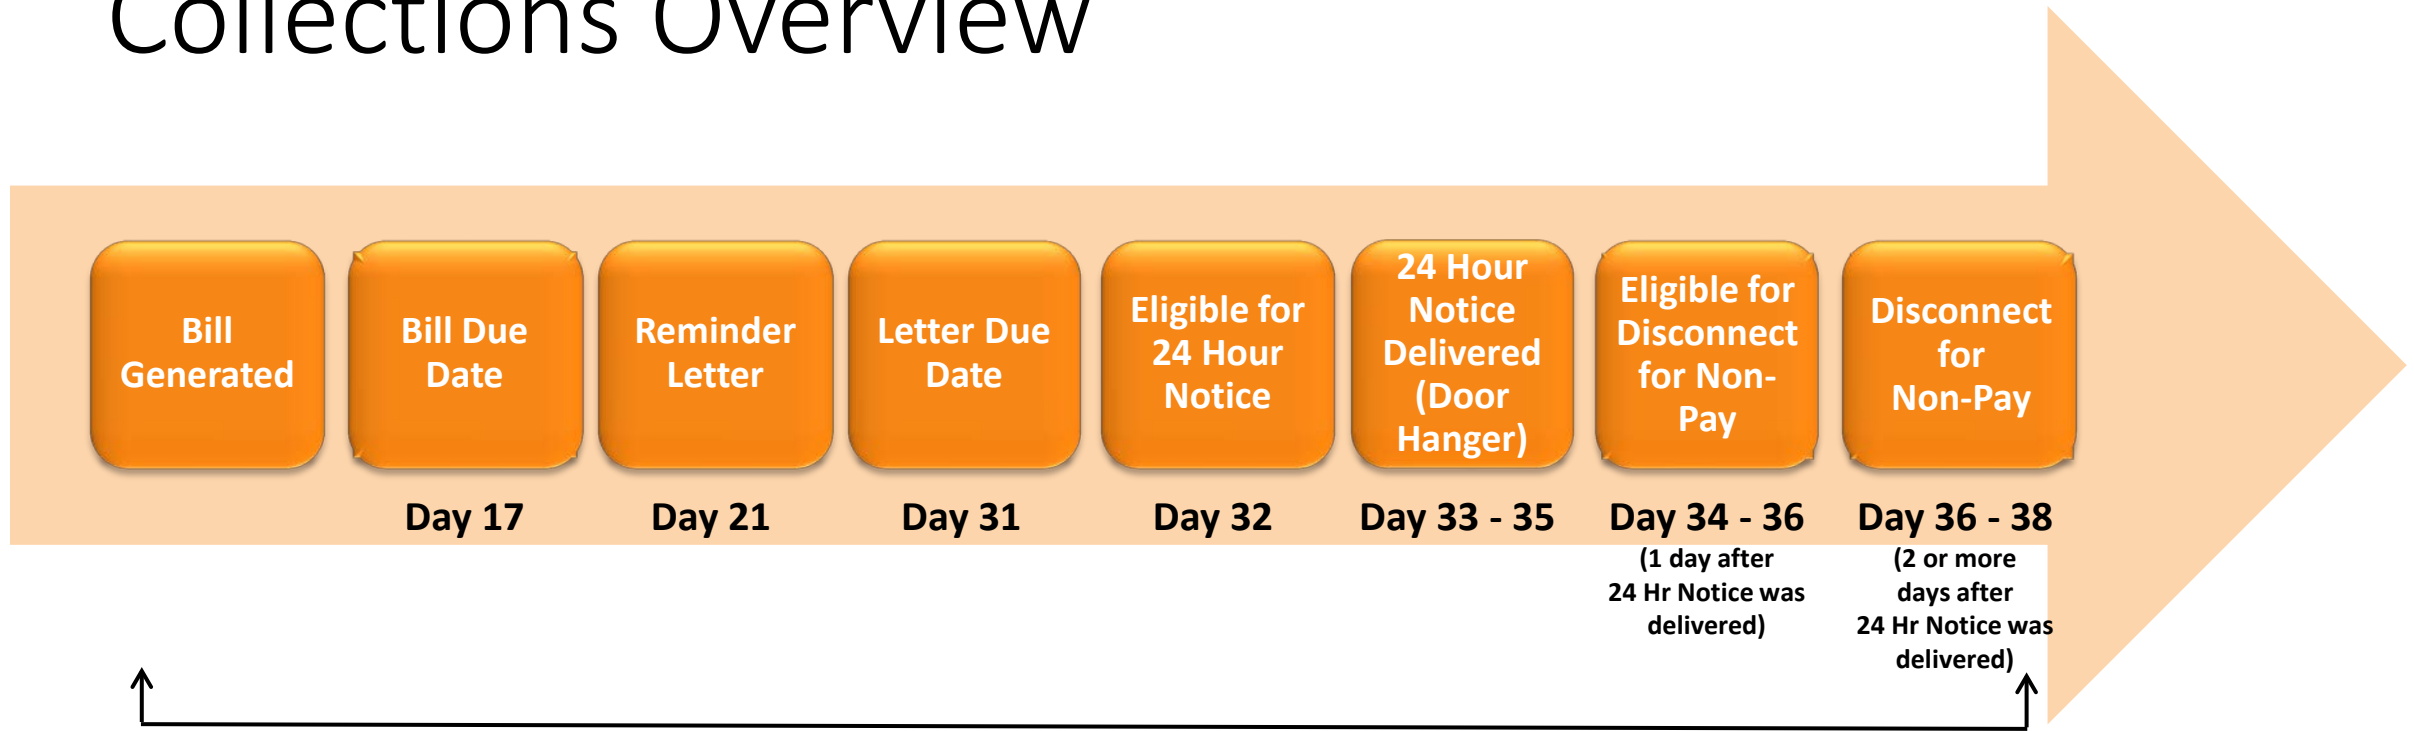 Collections Overview
Bill
Generated
Bill Due
Date
Day 17
Reminder
Letter
Day 21
Letter Due
Date
Day 31
Eligible for
24 Hour
Notice
Day 32
24 Hour
Notice
Delivered
(Door
Hanger)
Day 33 - 35
Eligible for
Disconnect
for Non-
Pay
Day 34 - 36
(1 day after
24 Hr Notice was
delivered)
Disconnect
for
Non-Pay
Day 36 - 38
(2 or more
days after
24 Hr Notice was
delivered)